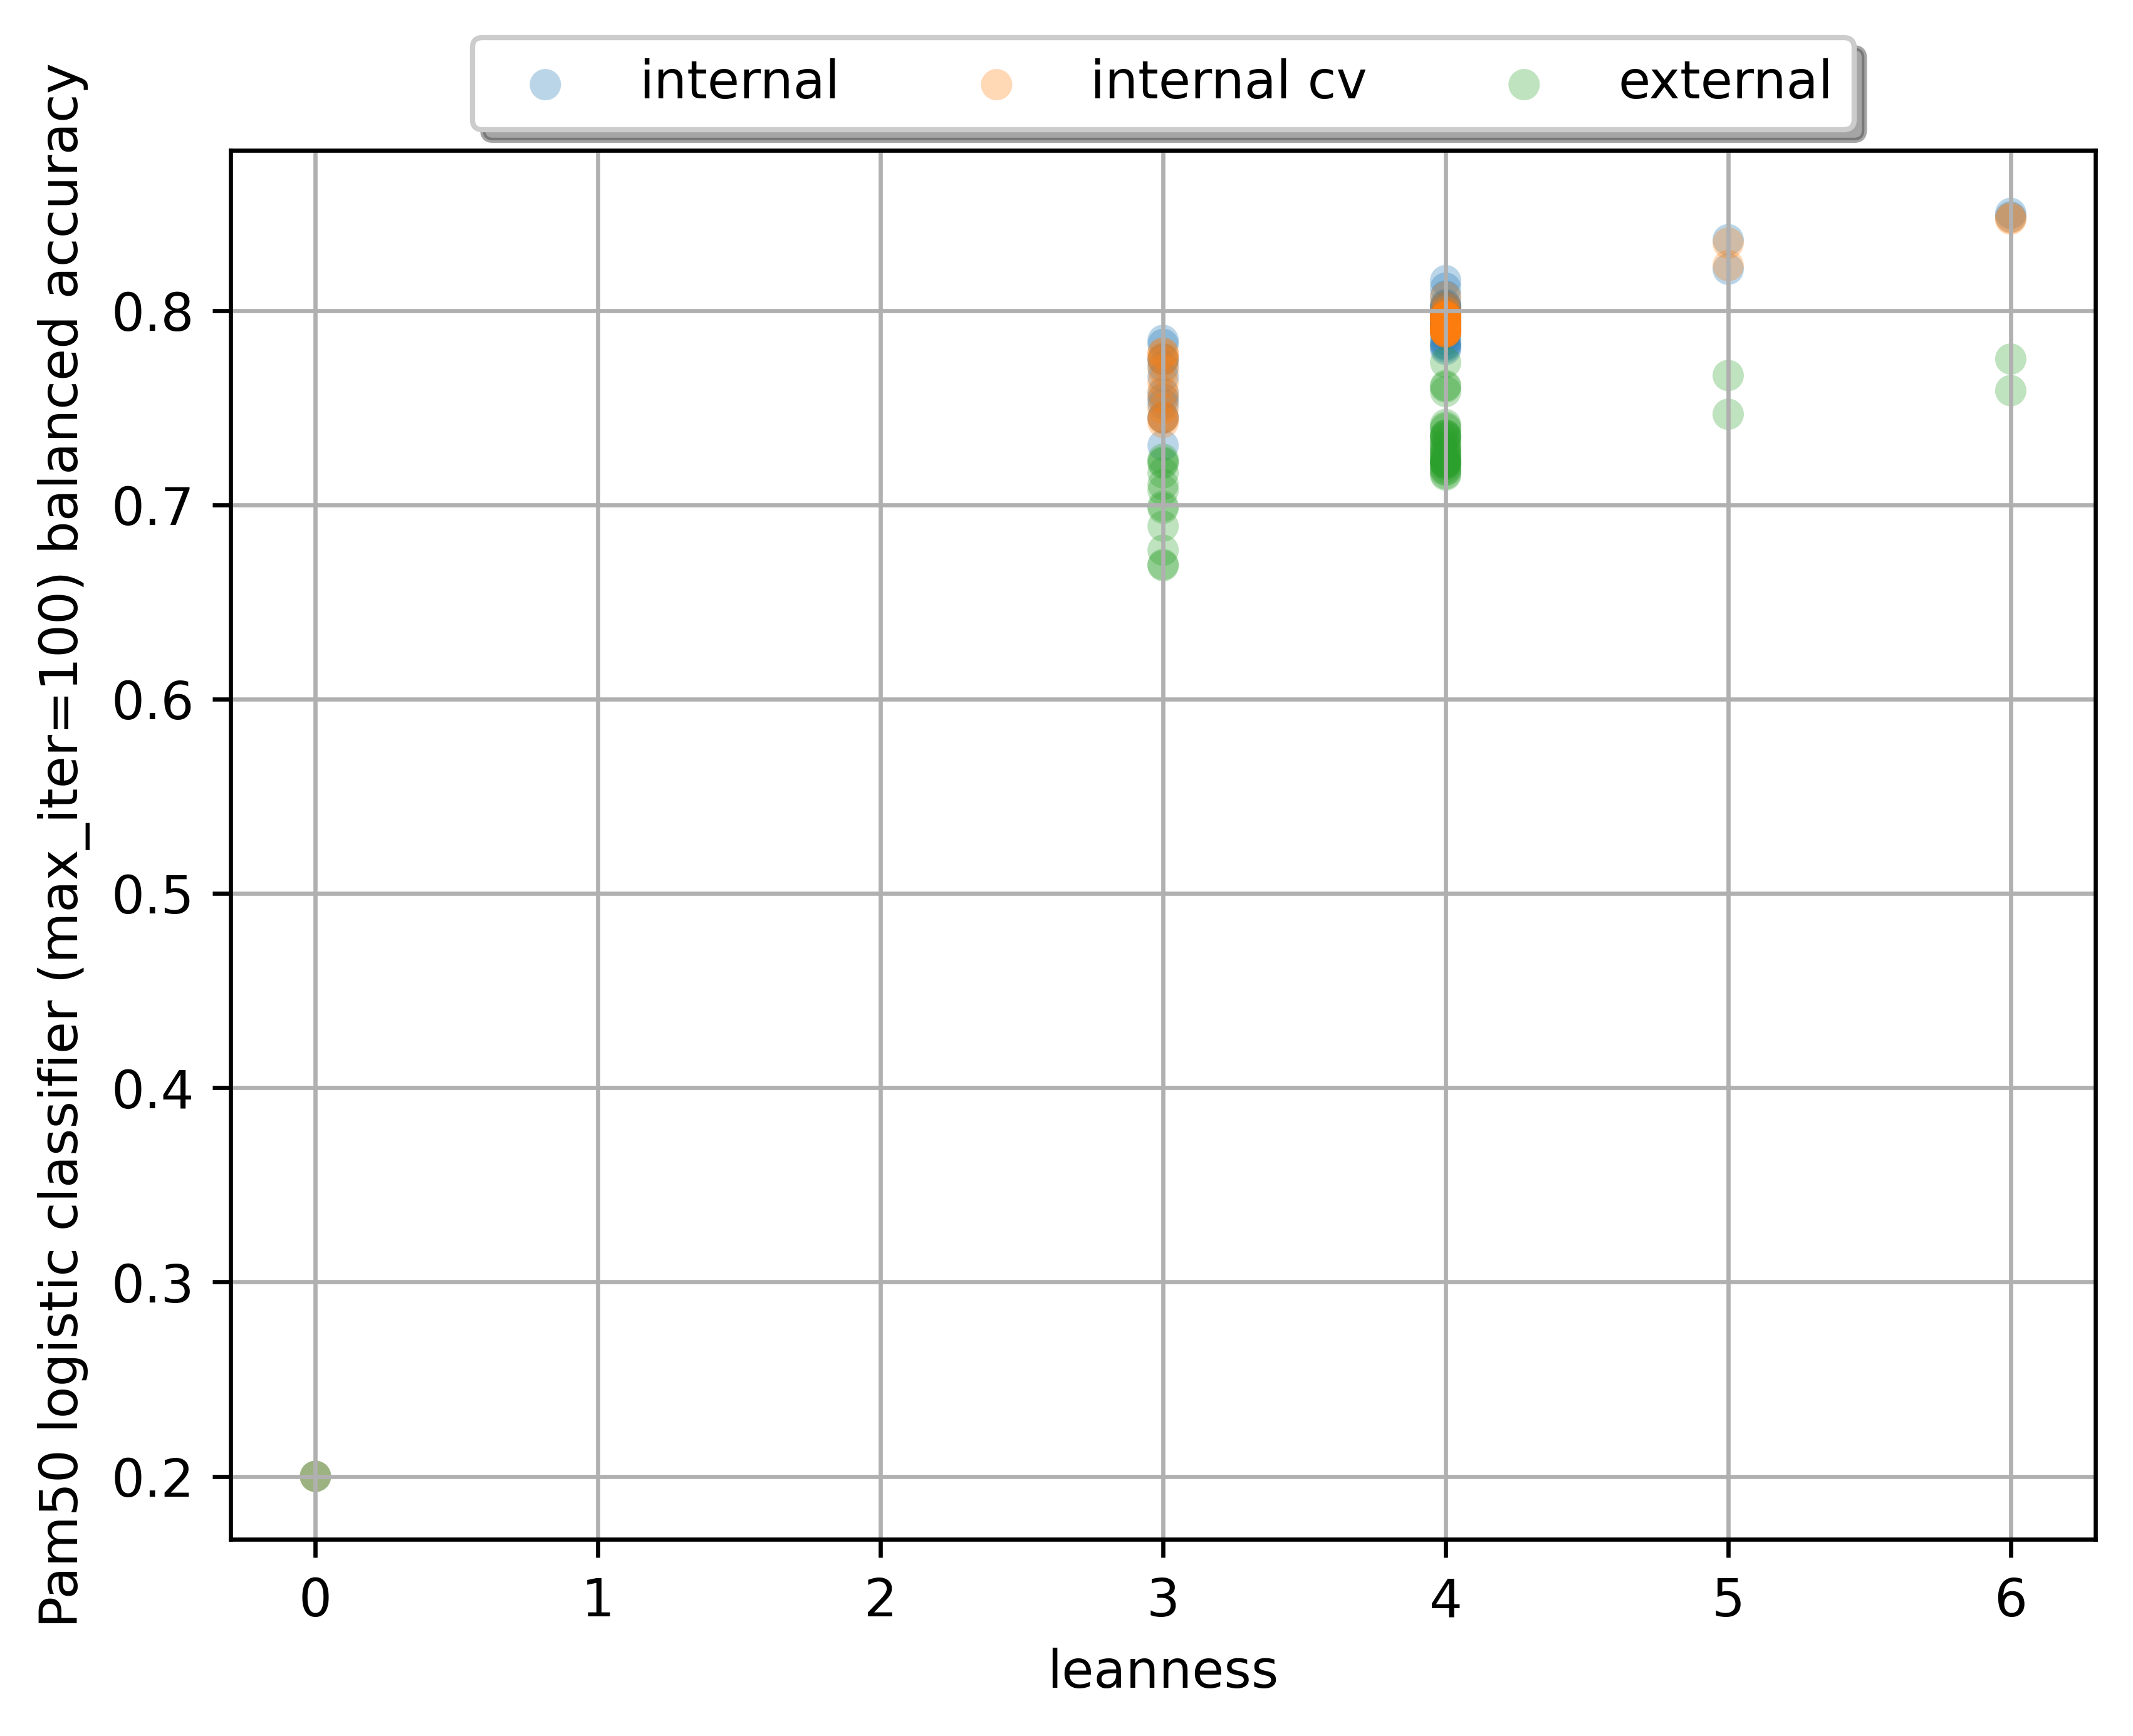 internal
internal cv
external
Pam50 logistic classifier (max_iter=100) balanced accuracy
0.8
0.7
0.6
0.5
0.4
0.3
0.2
0
1
2
3
4
5
6
leanness